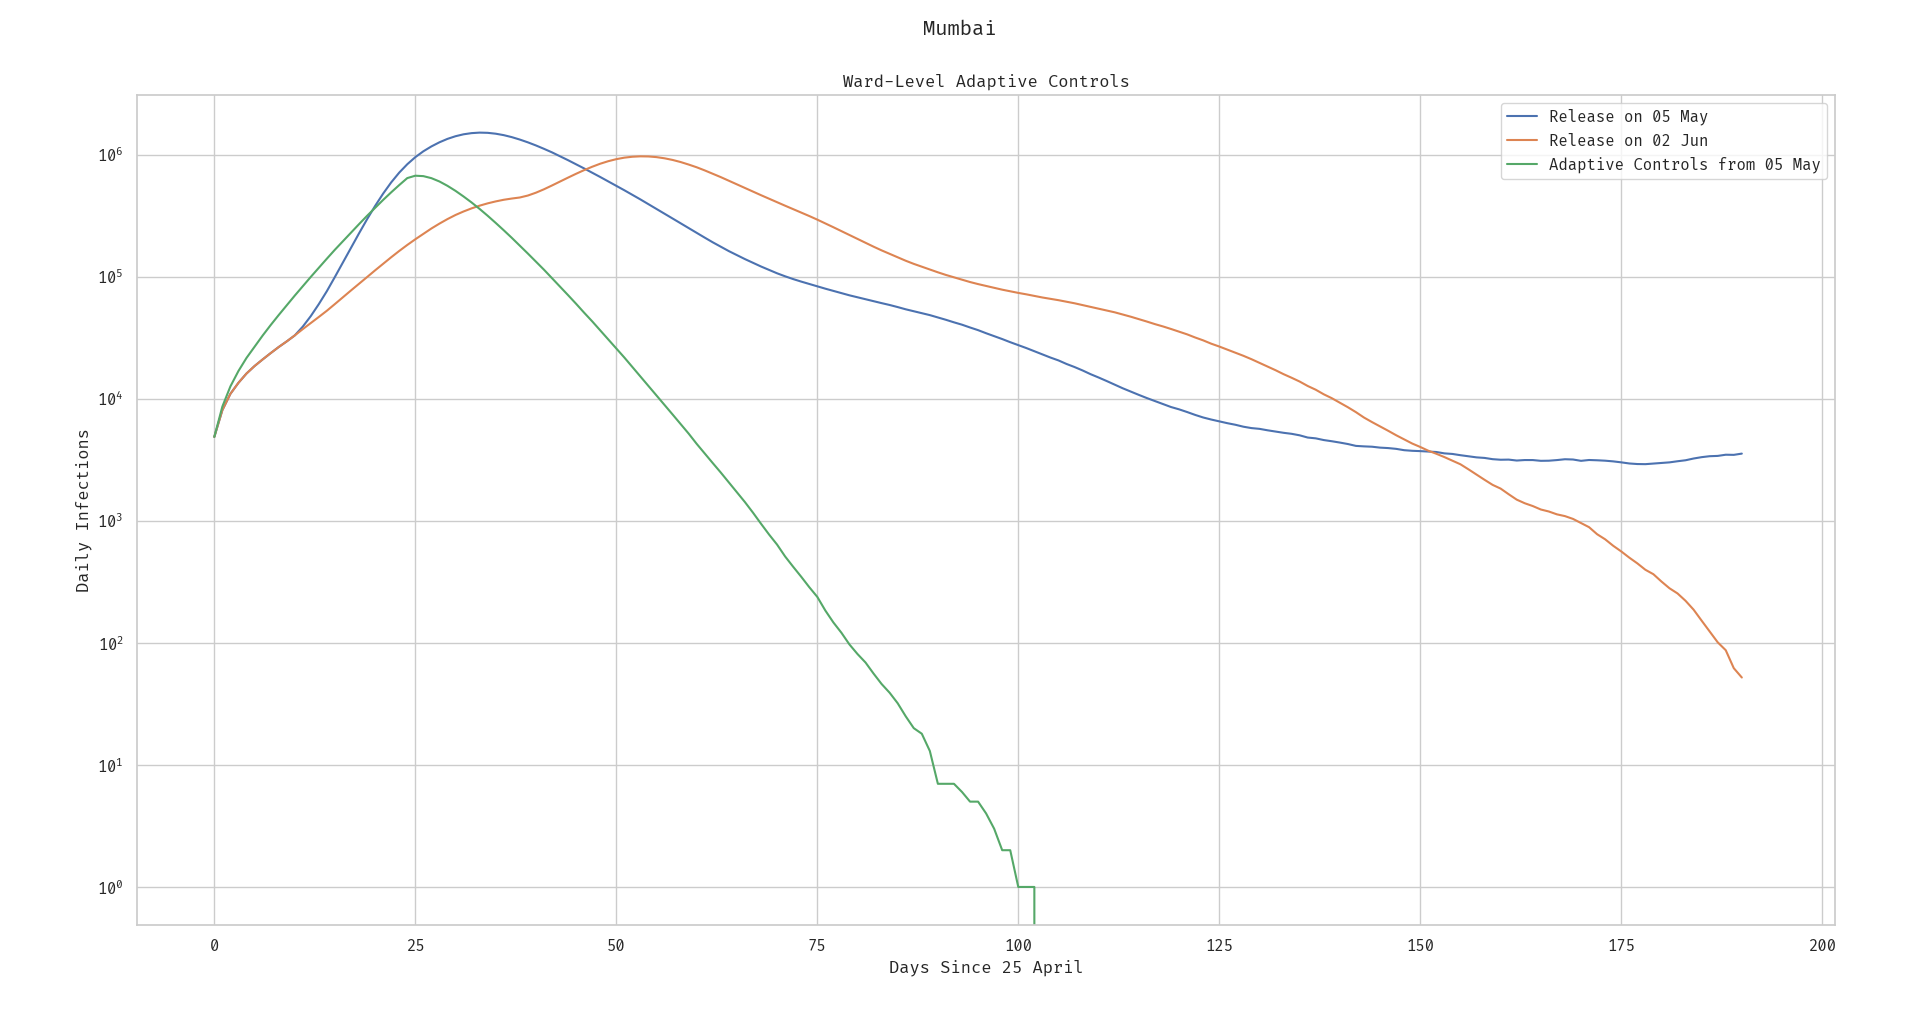 Mumbai
Ward-Level Adaptive Controls
Release on 05 May
Release on 02 Jun
Adaptive Controls from 05 May
Daily Infections
10⁶
10⁵
10⁴
10³
10²
10¹
10⁰
0 25 50 75 100 125 150 175 200
Days Since 25 April